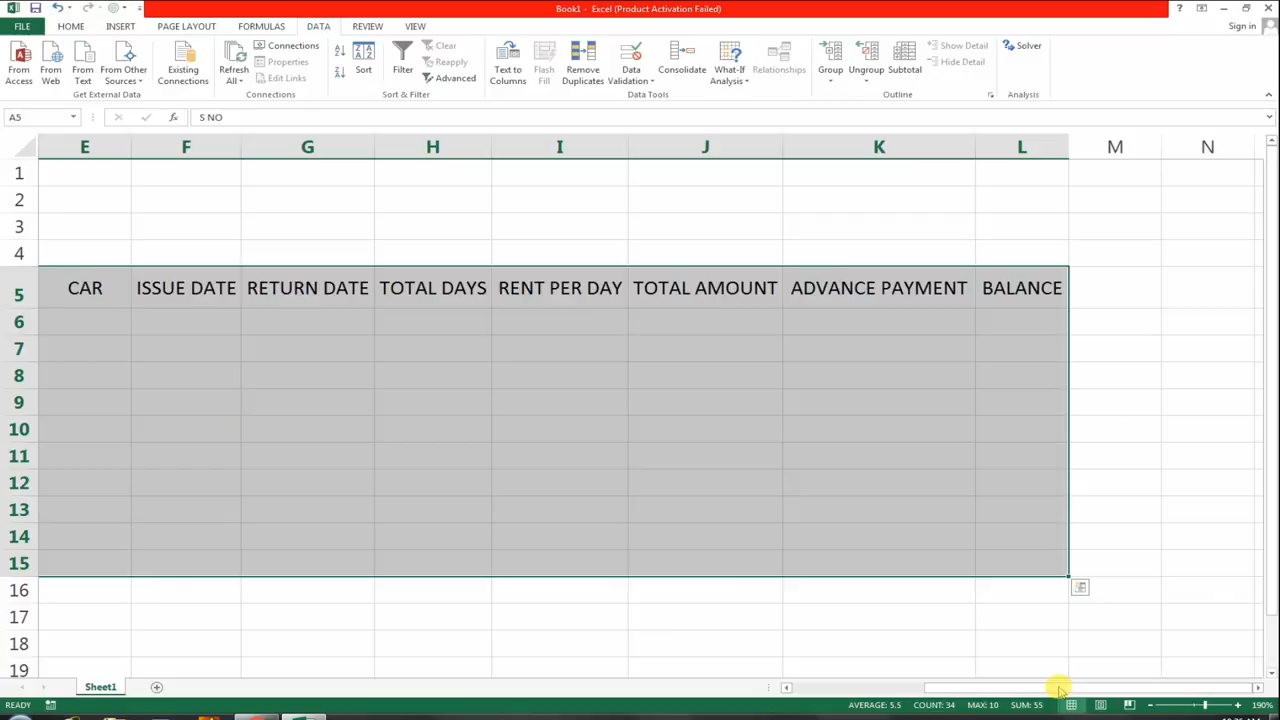 Book1 - Excel (Product Activation Failed)
FILE HOME INSERT PAGE LAYOUT FORMULAS DATA REVIEW VIEW Sign in
From Access
From Web
From Text
From Other Sources
Existing Connections
Get External Data
Refresh All
Connections
Properties
Edit Links
Connections
Sort
Filter
Clear
Reapply
Advanced
Sort & Filter
Text to Columns
Flash Fill
Remove Duplicates
Data Validation
Consolidate
What-If Analysis
Relationships
Data Tools
Group
Ungroup
Subtotal
Show Detail
Hide Detail
Outline
Solver
Analysis
A5 fx S NO
E F G H I J K L M N
1
2
3
4
5 CAR ISSUE DATE RETURN DATE TOTAL DAYS RENT PER DAY TOTAL AMOUNT ADVANCE PAYMENT BALANCE
6
7
8
9
10
11
12
13
14
15
16
17
18
19
Sheet1
READY AVERAGE: 5.5 COUNT: 34 MAX: 10 SUM: 55 190%